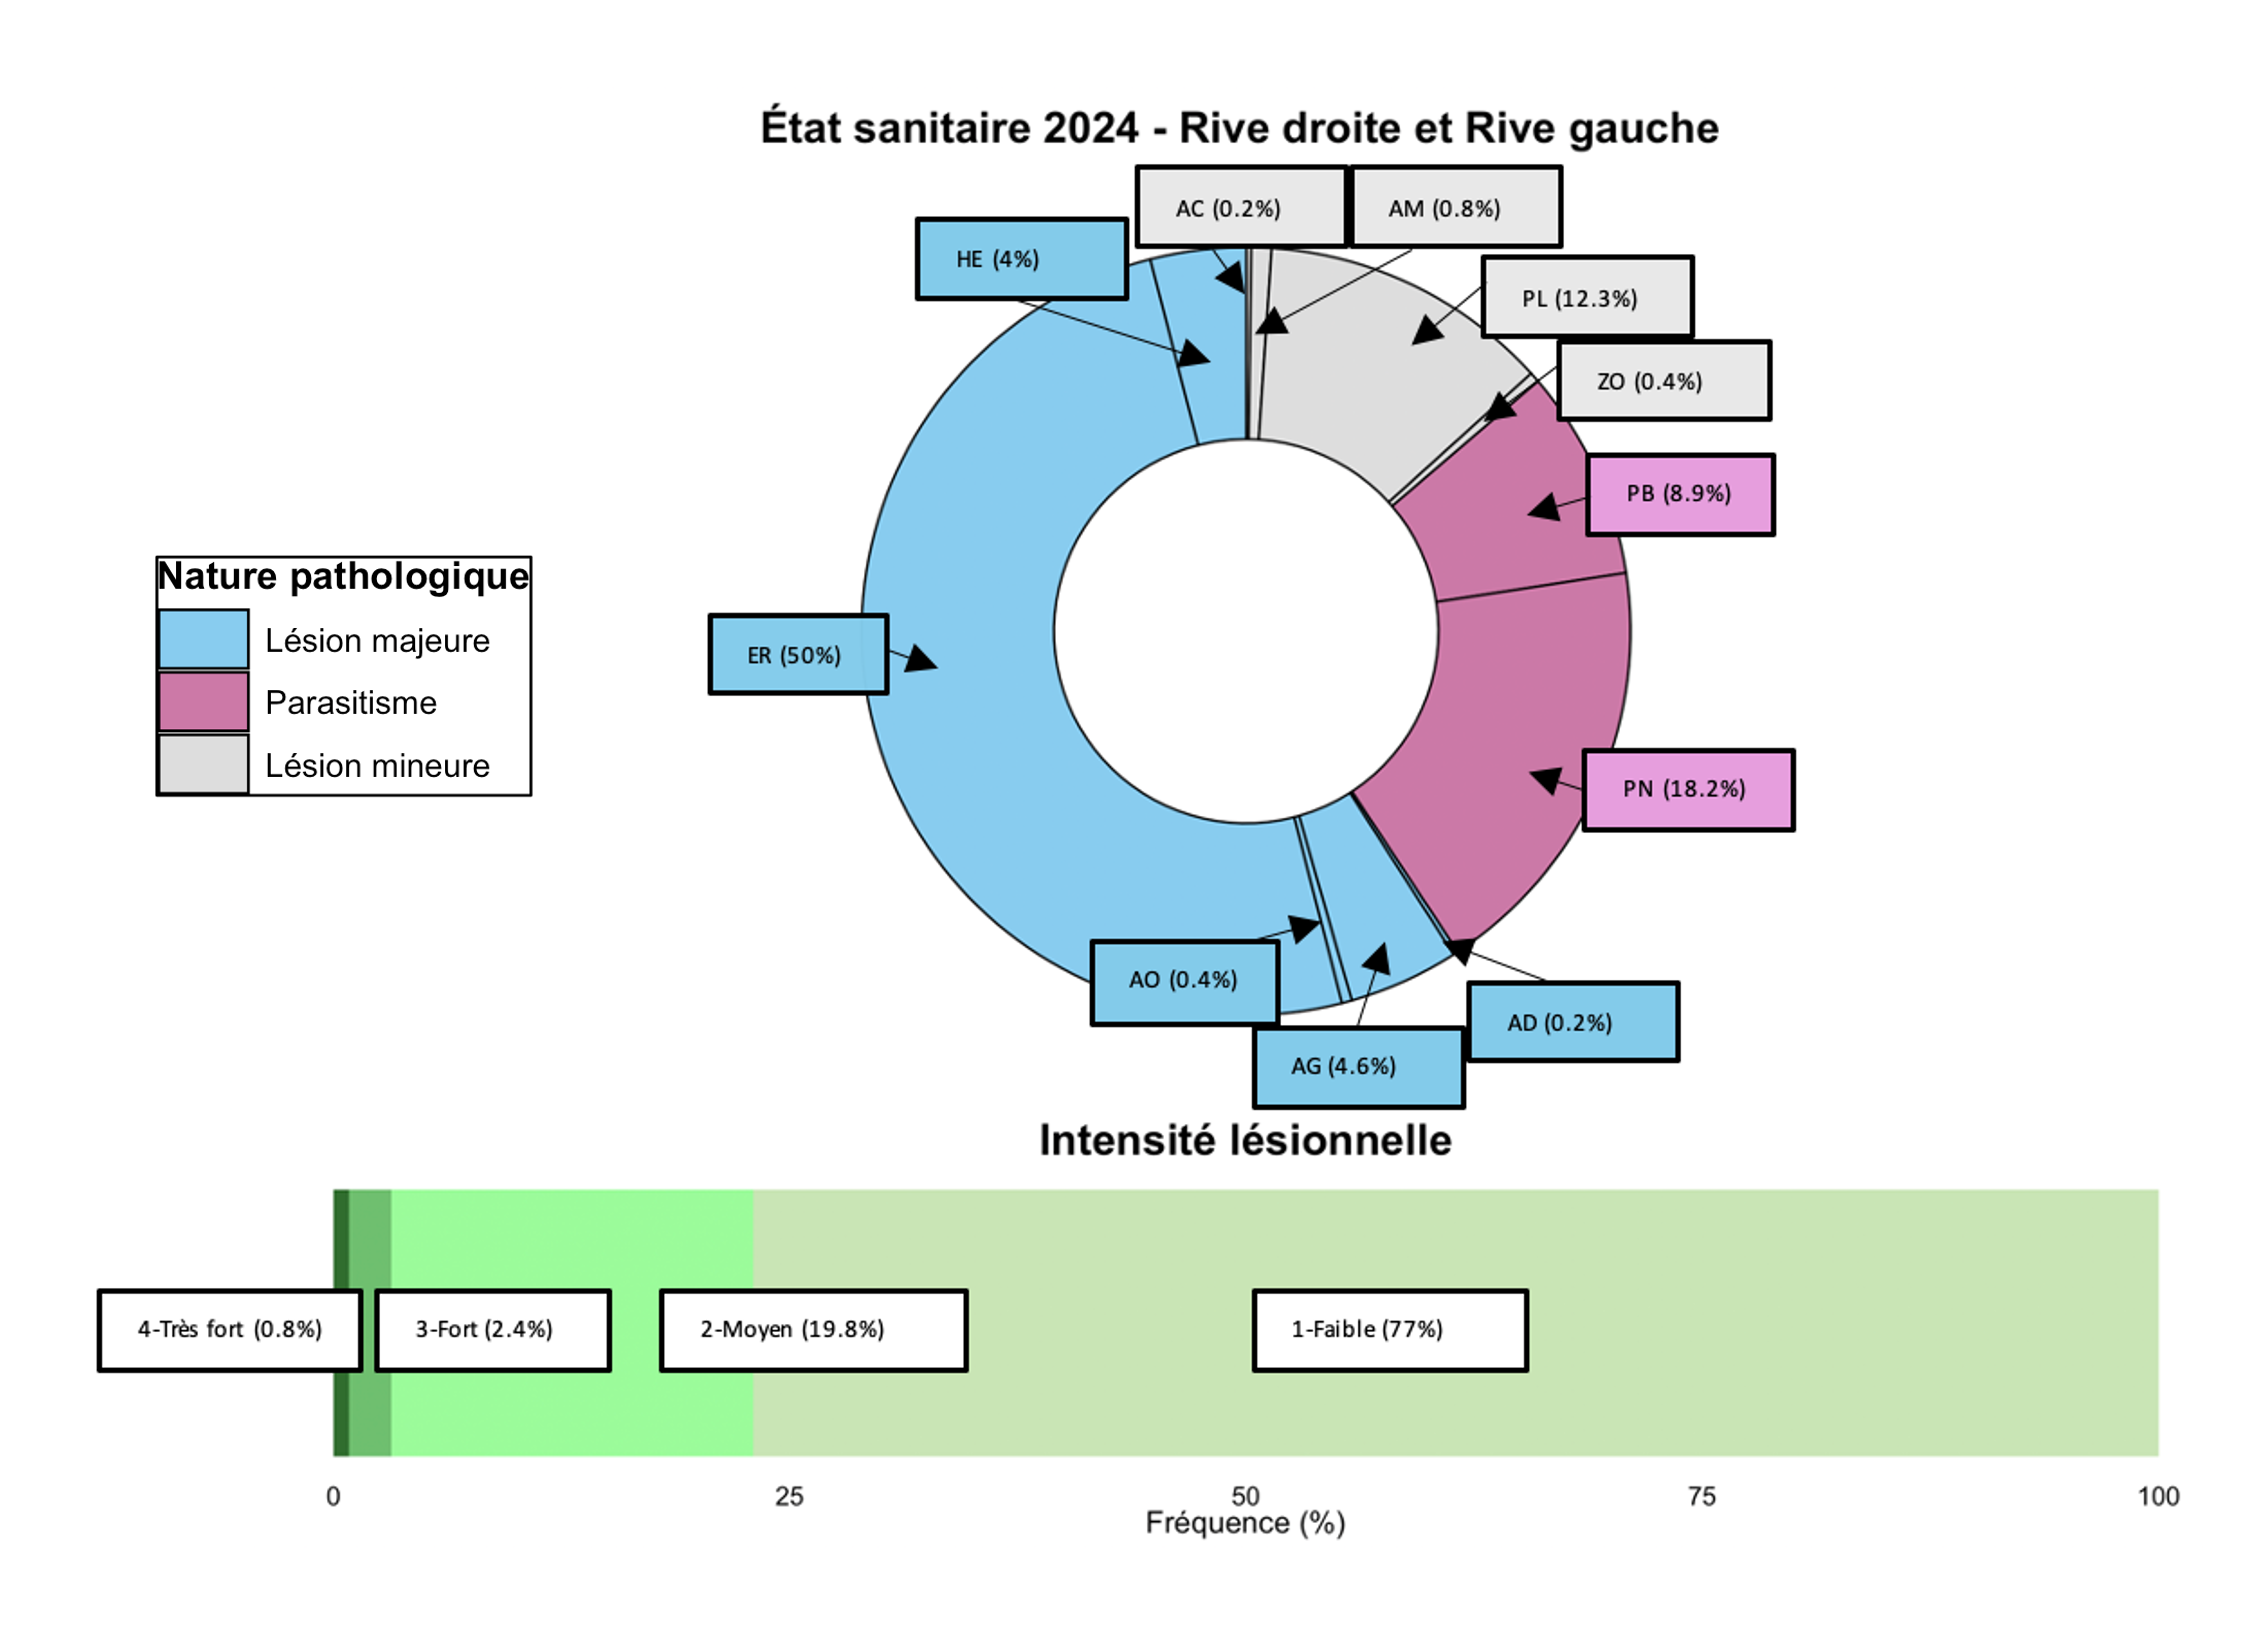 État sanitaire 2024 - Rive droite et Rive gauche
AC (0.2%)
AM (0.8%)
HE (4%)
PL (12.3%)
ZO (0.4%)
PB (8.9%)
Nature pathologique
Lésion majeure
Parasitisme
Lésion mineure
ER (50%)
PN (18.2%)
AO (0.4%)
AD (0.2%)
AG (4.6%)
Intensité lésionnelle
4-Très fort (0.8%)
3-Fort (2.4%)
2-Moyen (19.8%)
1-Faible (77%)
0
25
50
75
100
Fréquence (%)